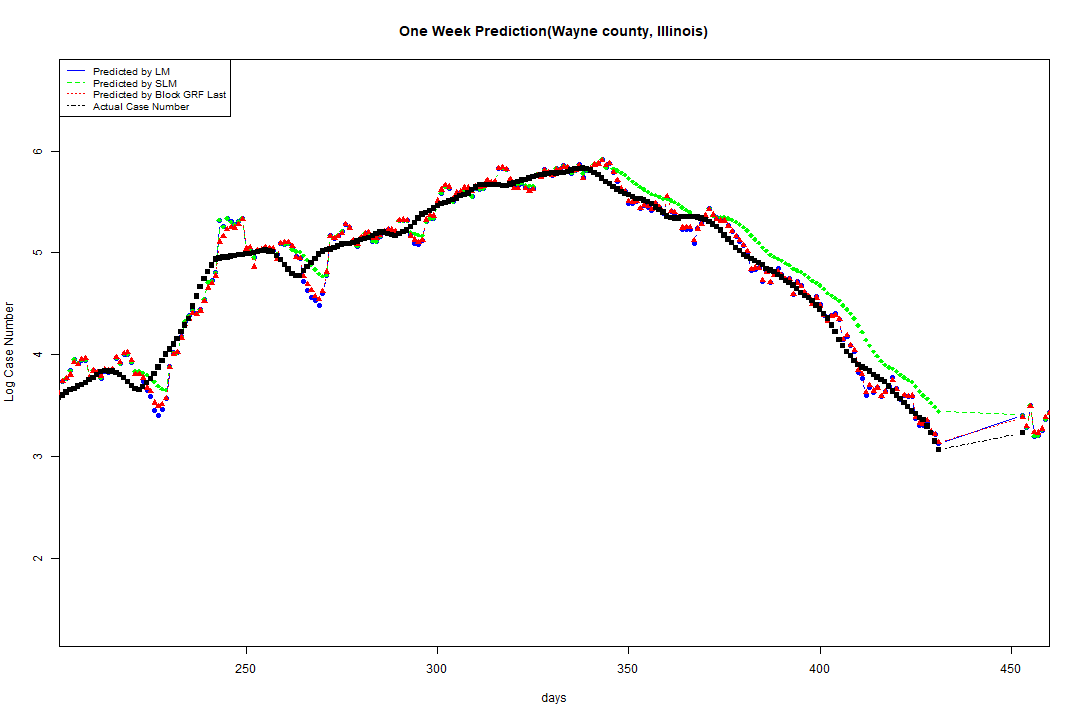 One Week Prediction(Wayne county, Illinois)
Predicted by LM
Predicted by SLM
Predicted by Block GRF Last
Actual Case Number
6
5
4
3
2
Log Case Number
250
300
350
400
450
days